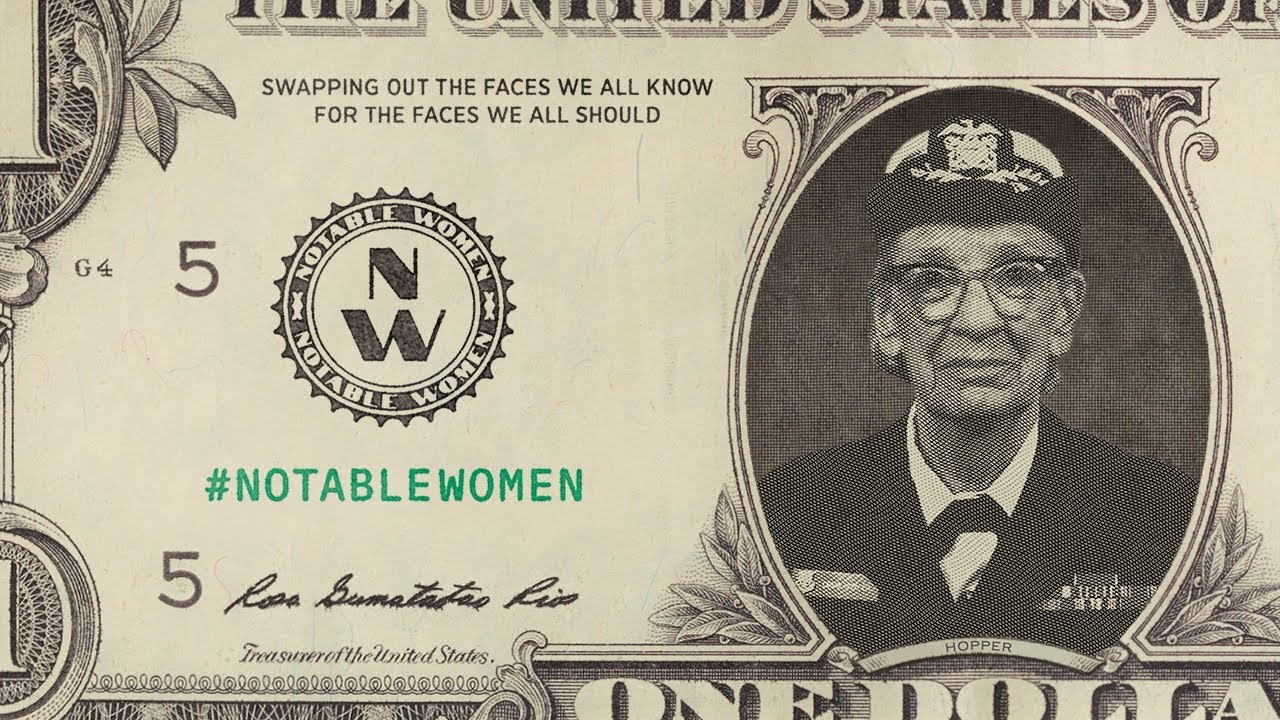 THE UNITED STATES OF
SWAPPING OUT THE FACES WE ALL KNOW
FOR THE FACES WE ALL SHOULD
NOTABLE WOMEN
N
W
NOTABLE WOMEN
G4
5
#NOTABLEWOMEN
5
Rosa Gumataotao Rios
Treasurer of the United States.
HOPPER
1
ONE DOLLA